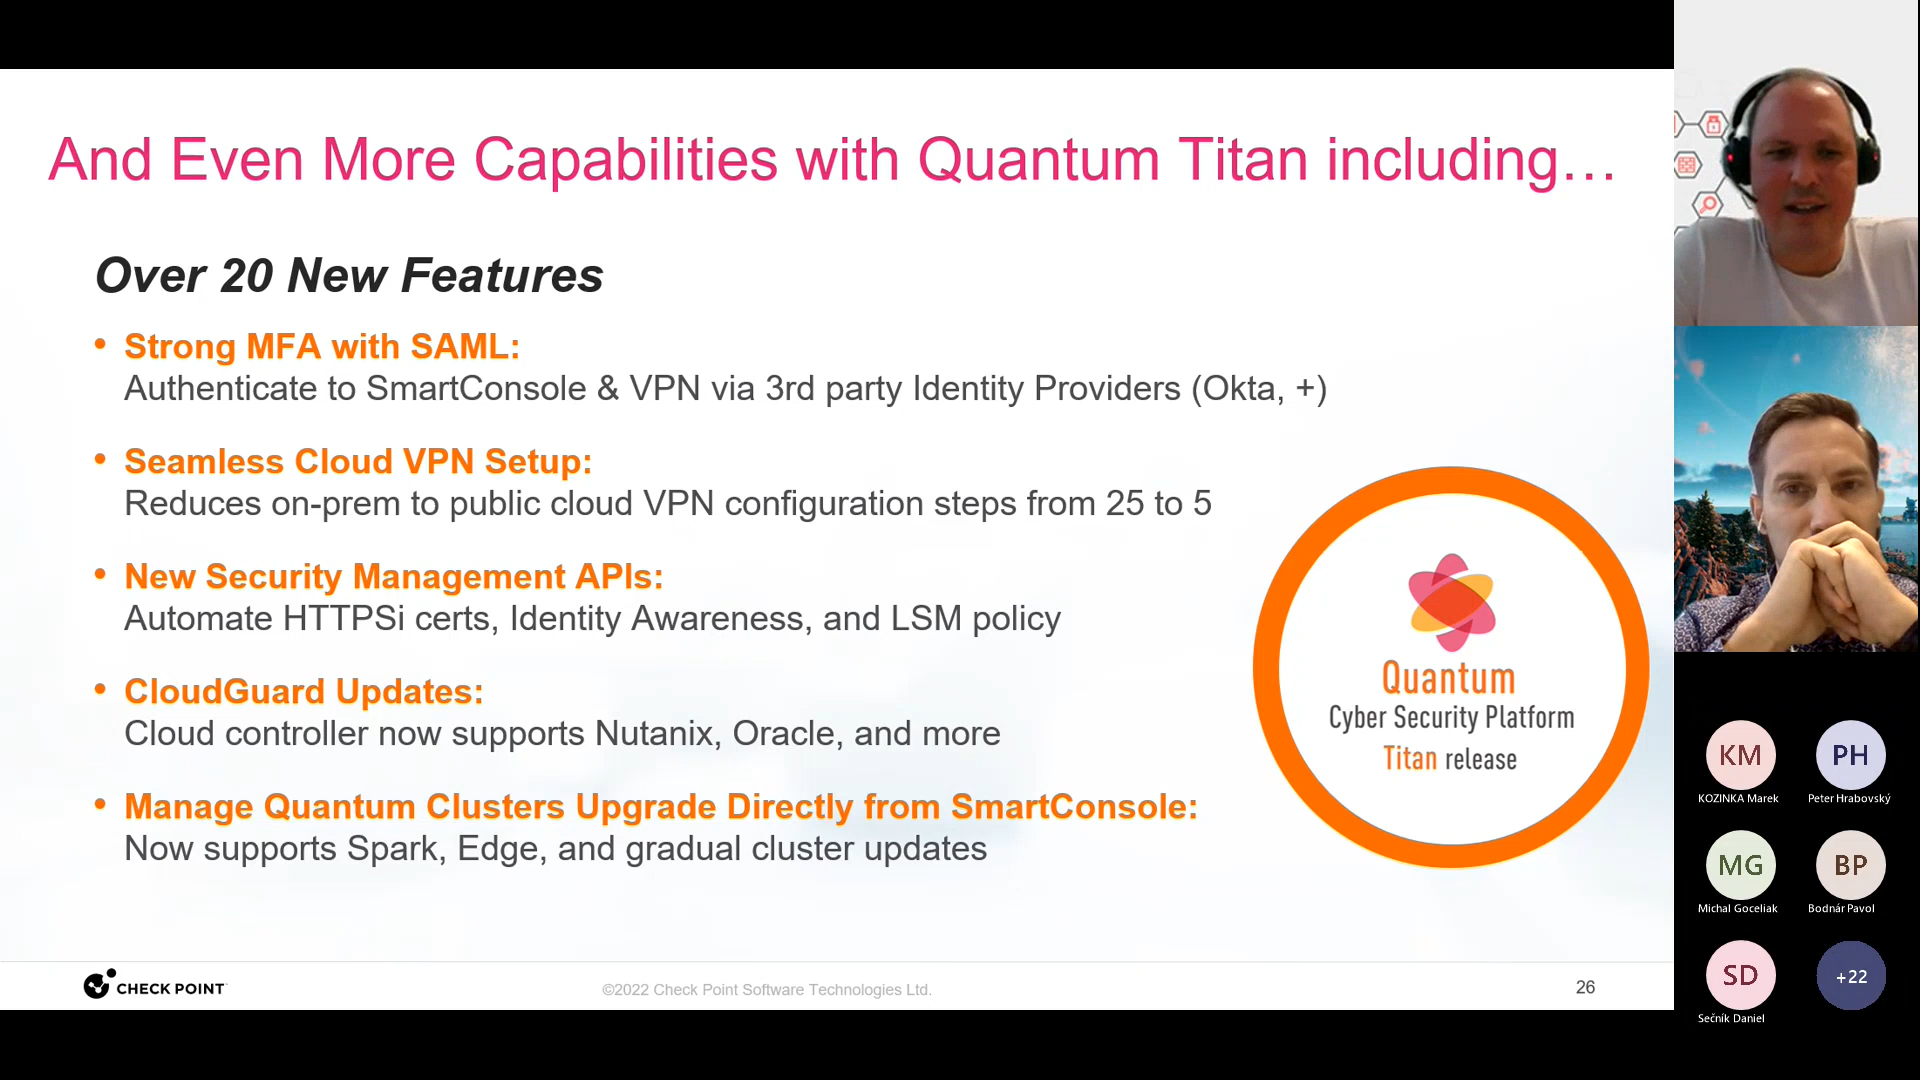 And Even More Capabilities with Quantum Titan including…
Over 20 New Features
• Strong MFA with SAML:
Authenticate to SmartConsole & VPN via 3rd party Identity Providers (Okta, +)
• Seamless Cloud VPN Setup:
Reduces on-prem to public cloud VPN configuration steps from 25 to 5
• New Security Management APIs:
Automate HTTPSi certs, Identity Awareness, and LSM policy
• CloudGuard Updates:
Cloud controller now supports Nutanix, Oracle, and more
• Manage Quantum Clusters Upgrade Directly from SmartConsole:
Now supports Spark, Edge, and gradual cluster updates
Quantum
Cyber Security Platform
Titan release
CHECK POINT
©2022 Check Point Software Technologies Ltd.
26
KM
KOZINKA Marek
PH
Peter Hrabovský
MG
Michal Goceliak
BP
Bodnár Pavol
SD
Sečník Daniel
+22